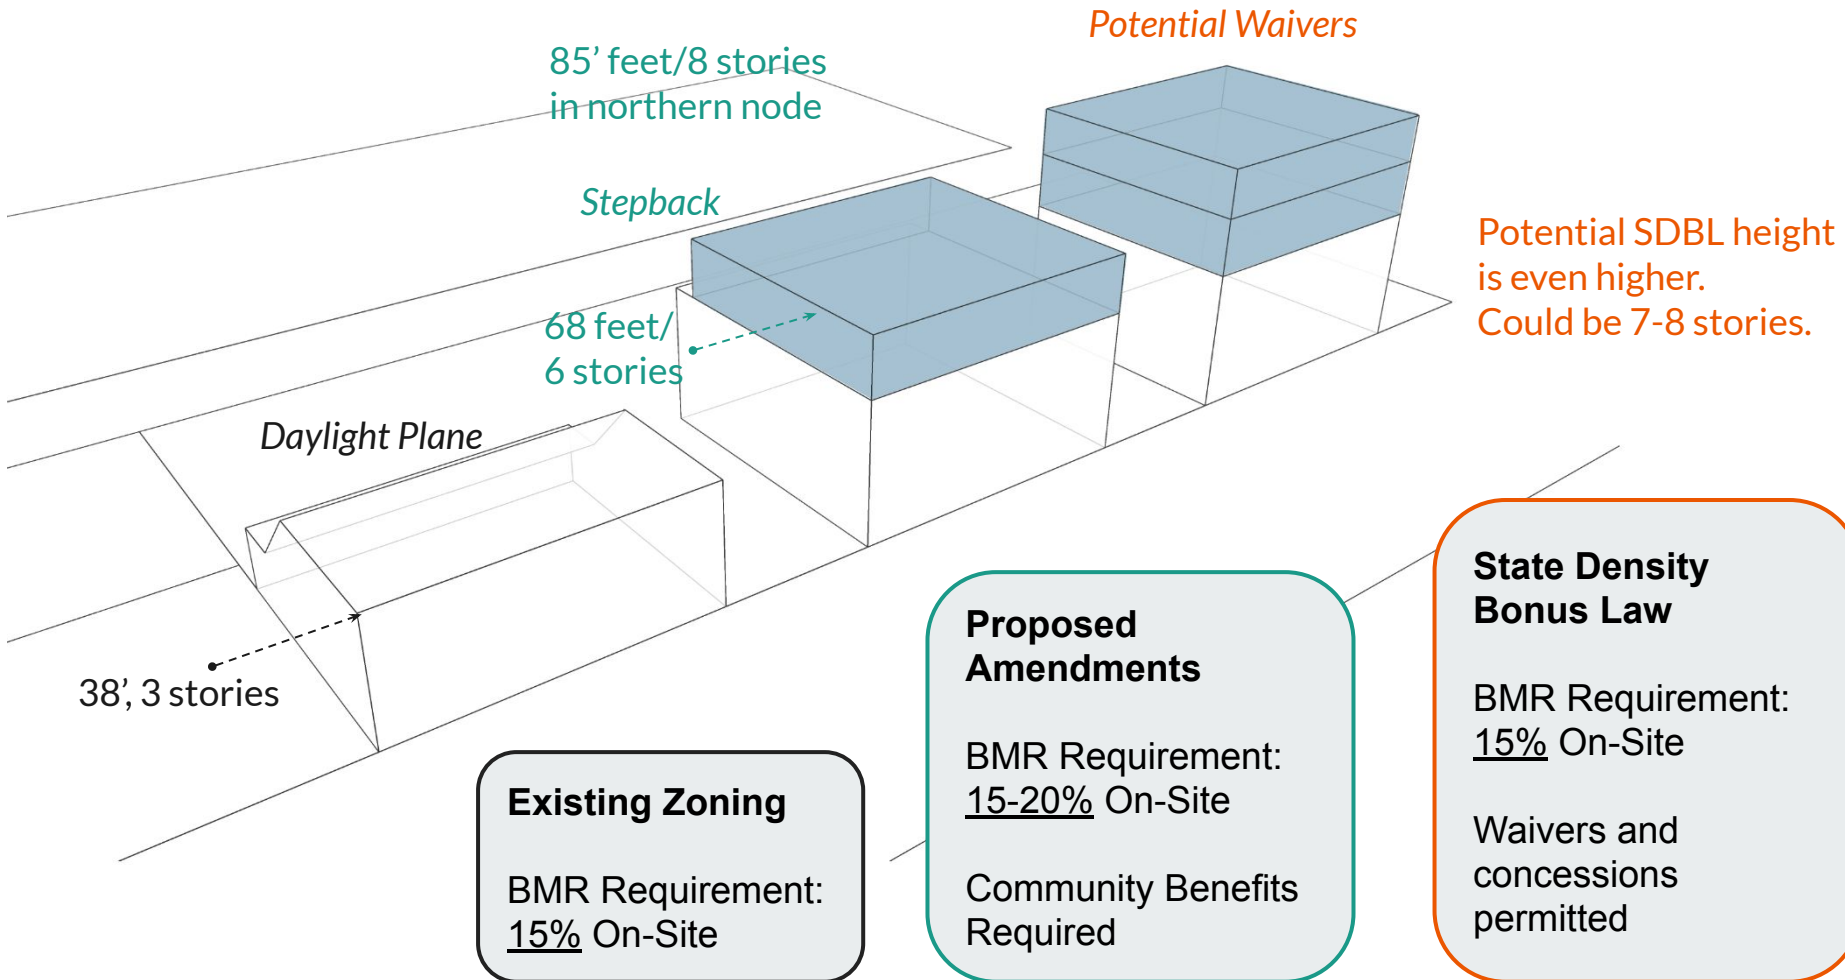 Potential Waivers
85’ feet/8 stories
in northern node
Stepback
Potential SDBL height
is even higher.
Could be 7-8 stories.
68 feet/
6 stories
Daylight Plane
38’, 3 stories
Existing Zoning
BMR Requirement:
15% On-Site
Proposed
Amendments
BMR Requirement:
15-20% On-Site
Community Benefits
Required
State Density
Bonus Law
BMR Requirement:
15% On-Site
Waivers and
concessions
permitted